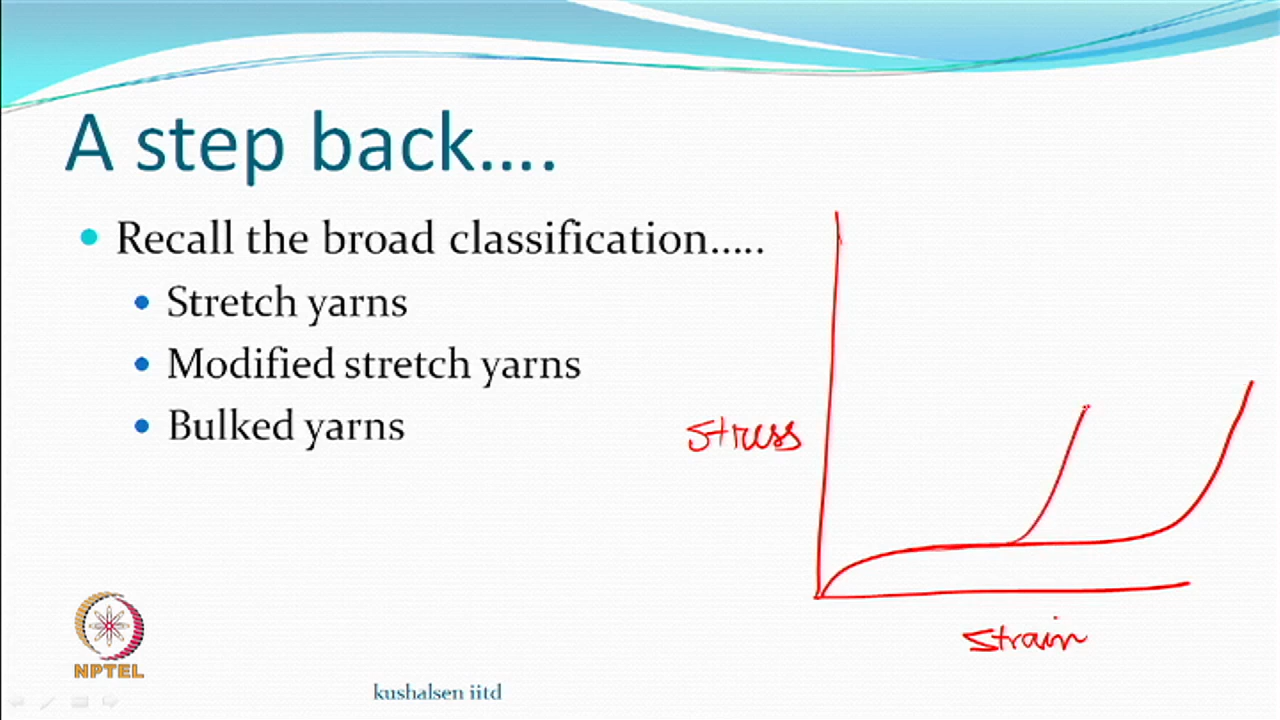 A step back....
Recall the broad classification.....
Stretch yarns
Modified stretch yarns
Bulked yarns
Stress
Strain
NPTEL
kushalsen iitd